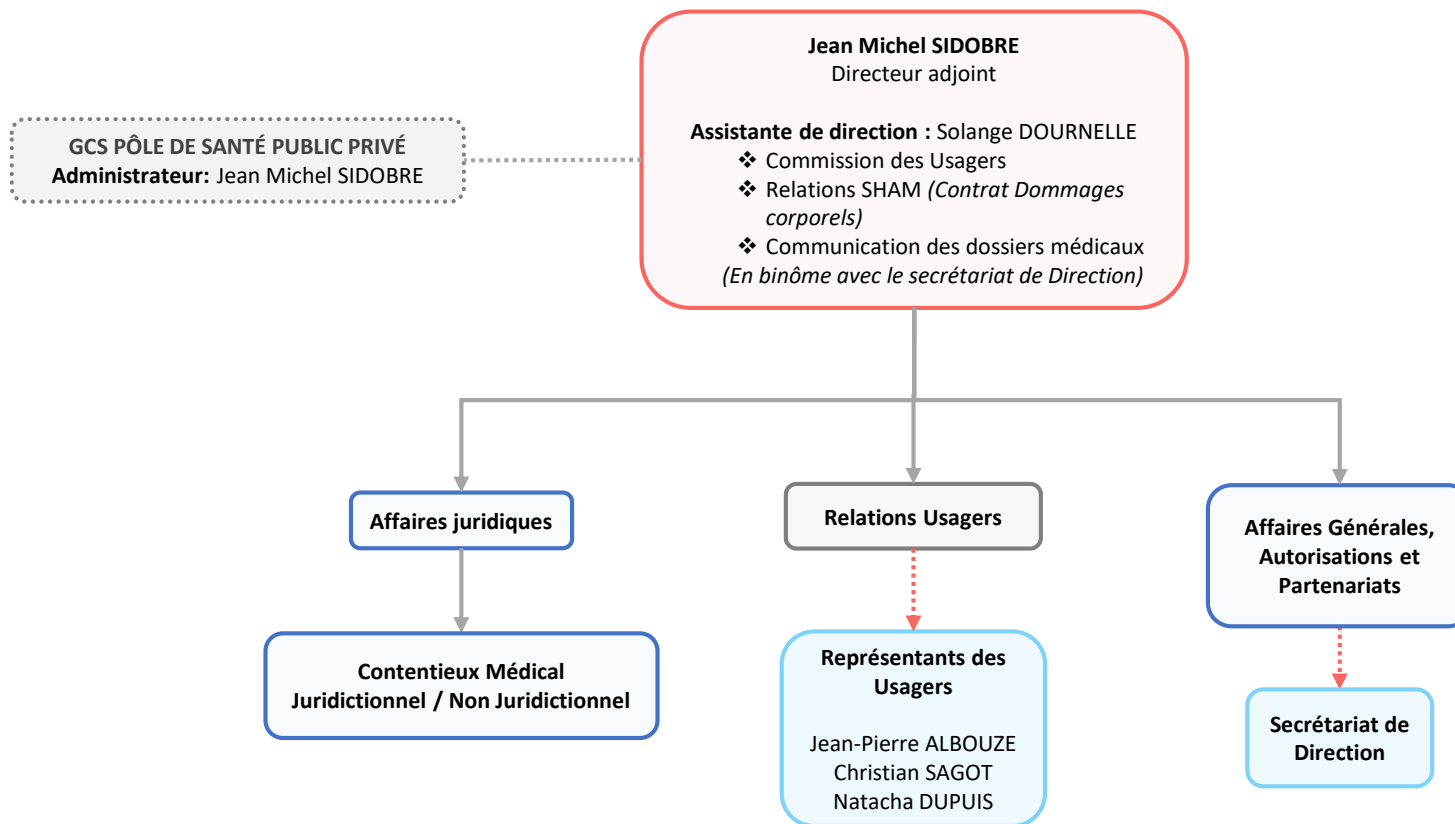 Jean Michel SIDOBRE
Directeur adjoint
Assistante de direction : Solange DOURNELLE
❖ Commission des Usagers
❖ Relations SHAM (Contrat Dommages
corporels)
❖ Communication des dossiers médicaux
(En binôme avec le secrétariat de Direction)
GCS PÔLE DE SANTÉ PUBLIC PRIVÉ
Administrateur: Jean Michel SIDOBRE
Affaires juridiques
Contentieux Médical
Juridictionnel / Non Juridictionnel
Relations Usagers
Représentants des
Usagers
Jean-Pierre ALBOUZE
Christian SAGOT
Natacha DUPUIS
Affaires Générales,
Autorisations et
Partenariats
Secrétariat de
Direction